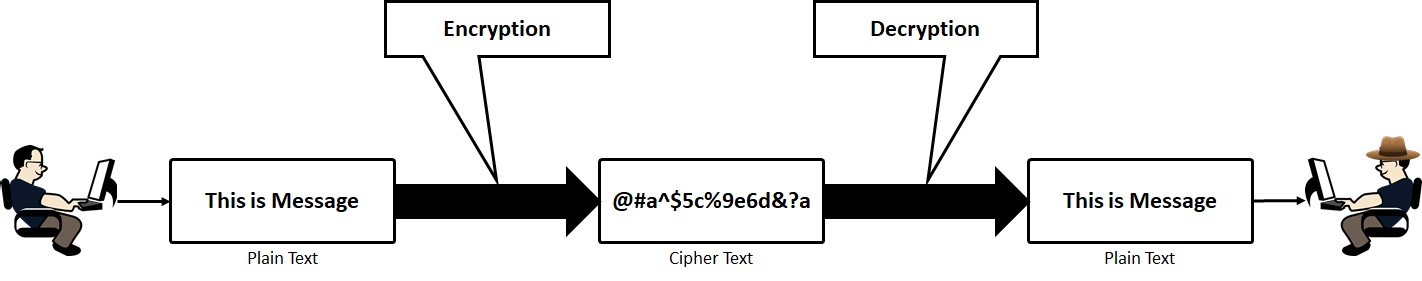 Encryption
Decryption
This is Message
@#a^$5c%9e6d&?a
This is Message
Plain Text
Cipher Text
Plain Text